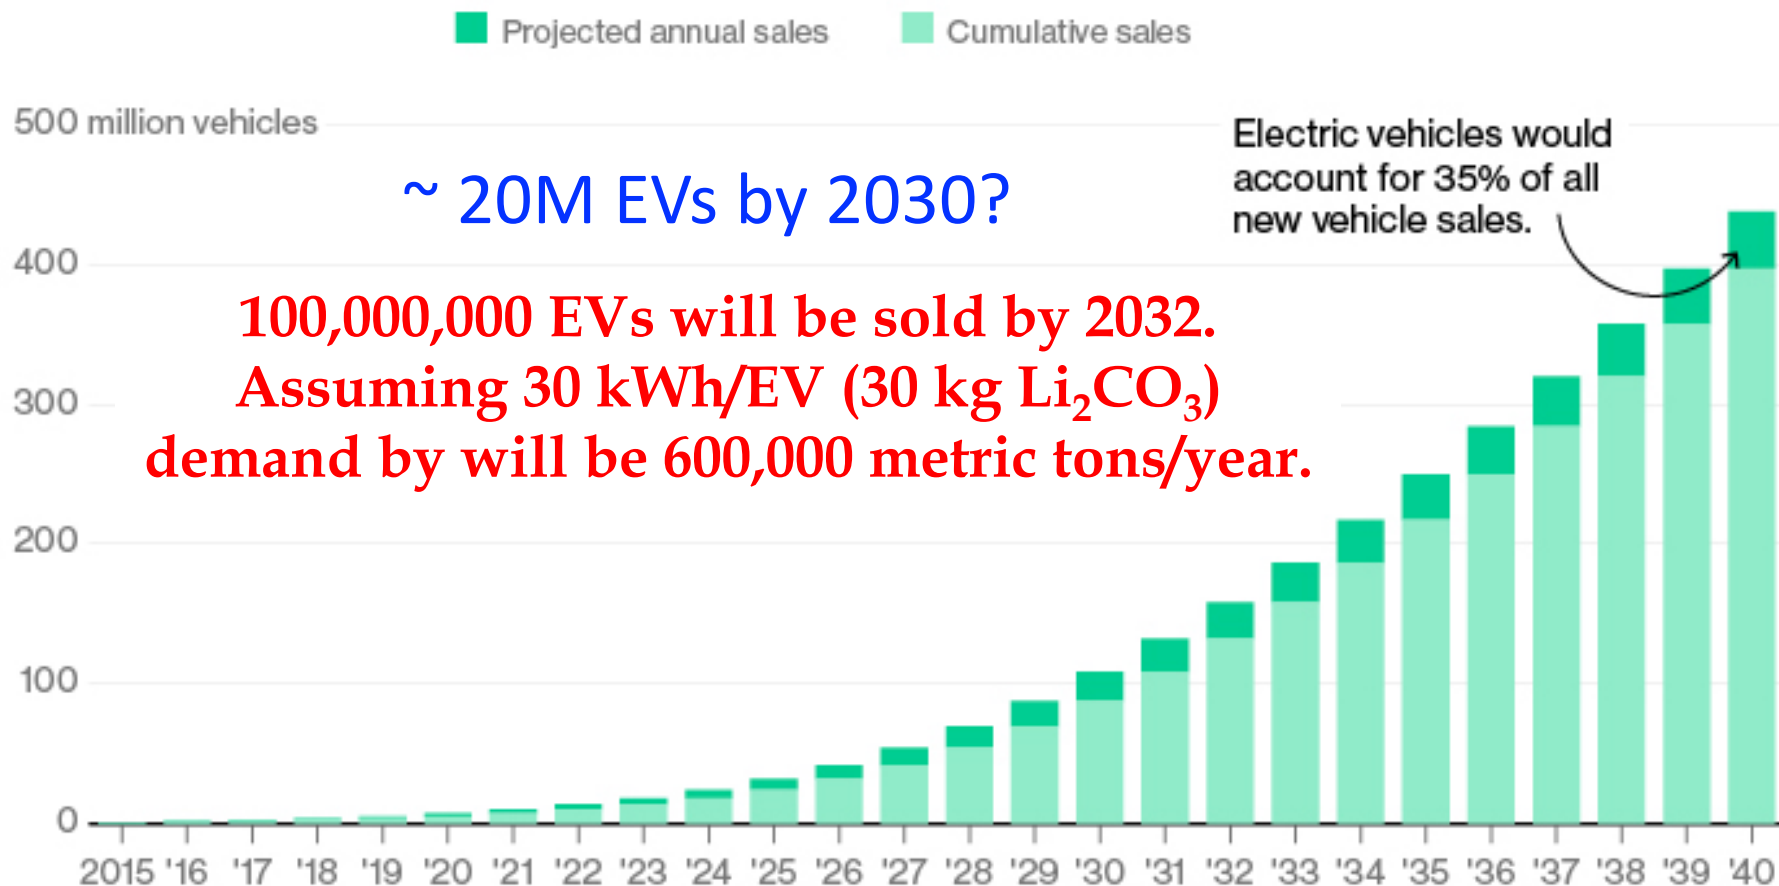 Projected annual sales
Cumulative sales
500 million vehicles
Electric vehicles would
account for 35% of all
new vehicle sales.
~ 20M EVs by 2030?
400
100,000,000 EVs will be sold by 2032.
300
Assuming 30 kWh/EV (30 kg Li₂CO₃)
demand by will be 600,000 metric tons/year.
200
100
0
2015 '16 '17 '18 '19 '20 '21 '22 '23 '24 '25 '26 '27 '28 '29 '30 '31 '32 '33 '34 '35 '36 '37 '38 '39 '40